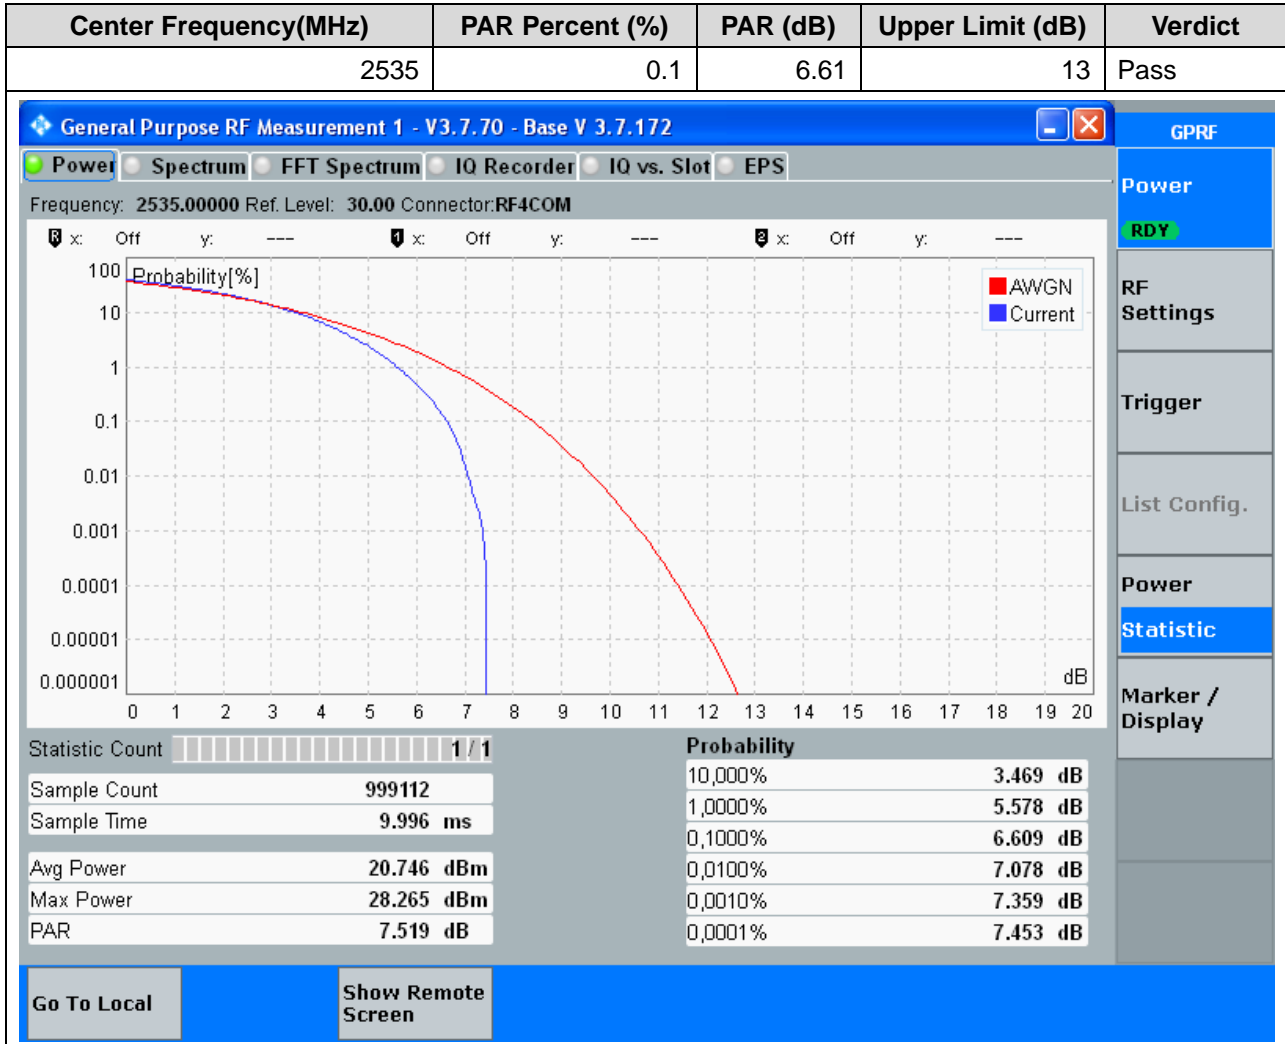 Center Frequency(MHz) PAR Percent (%) PAR (dB) Upper Limit (dB) Verdict
2535 0.1 6.61 13 Pass
General Purpose RF Measurement 1 - V3.7.70 - Base V 3.7.172
GPRF
Power Spectrum FFT Spectrum IQ Recorder IQ vs. Slot EPS
Frequency: 2535.00000 Ref. Level: 30.00 Connector:RF4COM
R x: Off y: --- 1 x: Off y: --- 2 x: Off y: ---
Probability[%]
AWGN
Current
100
10
1
0.1
0.01
0.001
0.0001
0.00001
0.000001
dB
0 1 2 3 4 5 6 7 8 9 10 11 12 13 14 15 16 17 18 19 20
Statistic Count 1 / 1
Sample Count 999112
Sample Time 9.996 ms
Avg Power 20.746 dBm
Max Power 28.265 dBm
PAR 7.519 dB
Probability
10,000% 3.469 dB
1,0000% 5.578 dB
0,1000% 6.609 dB
0,0100% 7.078 dB
0,0010% 7.359 dB
0,0001% 7.453 dB
Power
RDY
RF
Settings
Trigger
List Config.
Power
Statistic
Marker /
Display
Go To Local
Show Remote
Screen